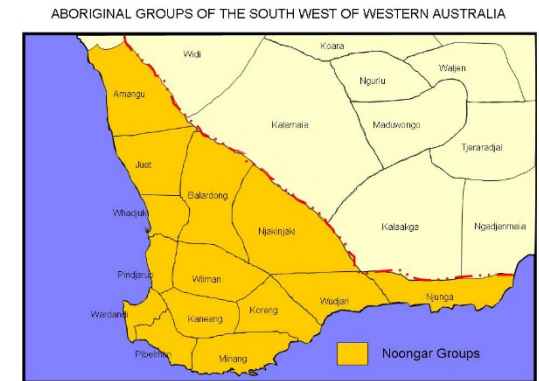 ABORIGINAL GROUPS OF THE SOUTH WEST OF WESTERN AUSTRALIA
Koara
Widi
Waljen
Ngurlu
Amangu
Kalamaia
Maduwongo
Tjeraradjal
Juat
Balardong
Whadjuk
Njakinjaki
Kalaakga
Ngadjanmaia
Pindjarup
Wilman
Wudjari
Njunga
Wardandi
Kaneang
Koreng
Pibelmen
Minang
Noongar Groups